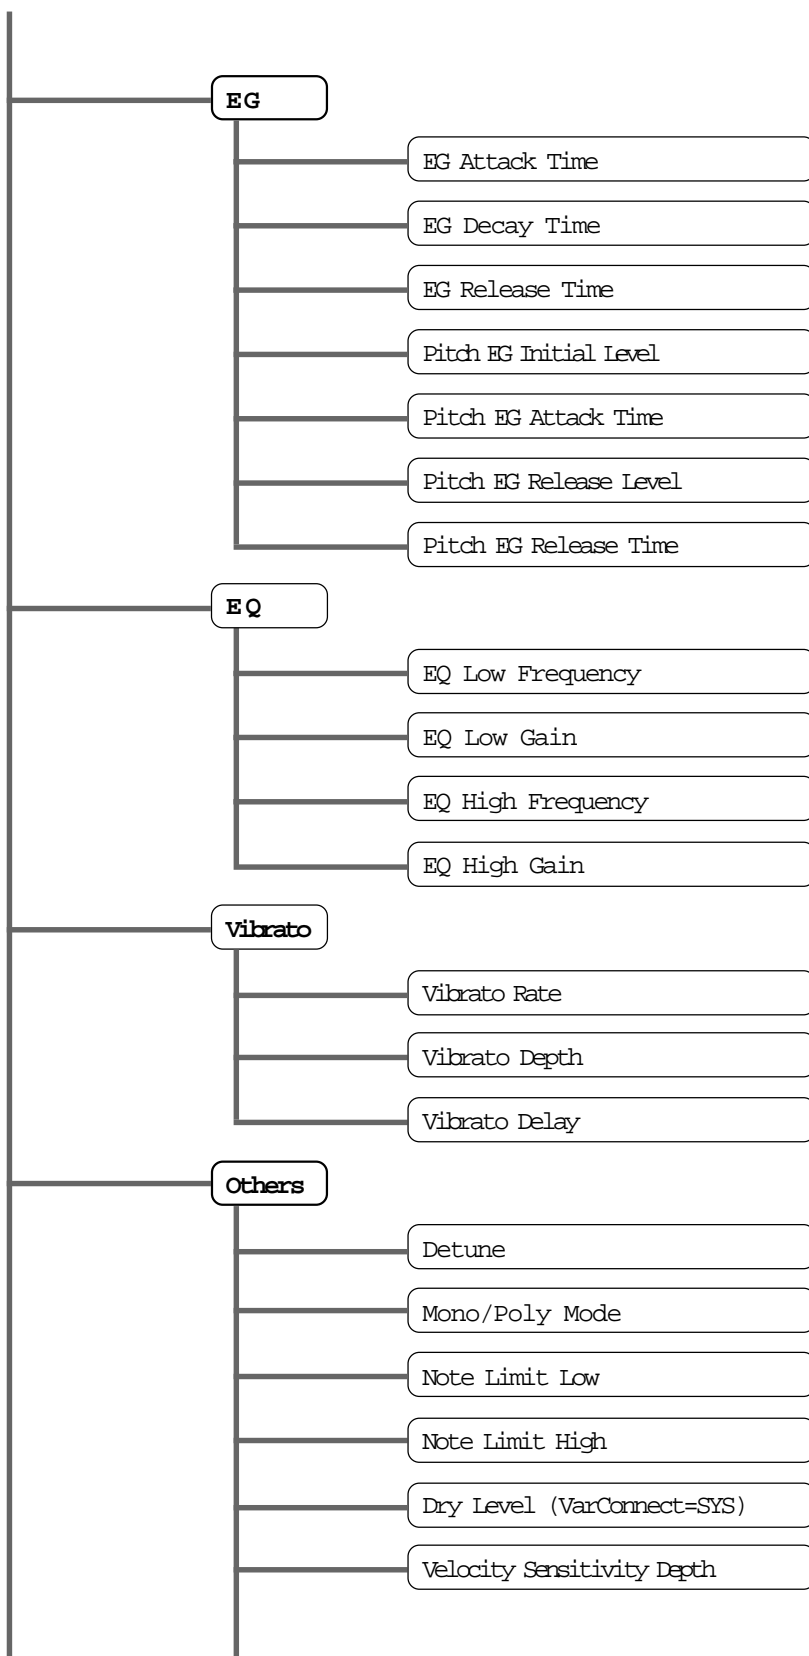 EG
EG Attack Time
EG Decay Time
EG Release Time
Pitch EG Initial Level
Pitch EG Attack Time
Pitch EG Release Level
Pitch EG Release Time
EQ
EQ Low Frequency
EQ Low Gain
EQ High Frequency
EQ High Gain
Vibrato
Vibrato Rate
Vibrato Depth
Vibrato Delay
Others
Detune
Mono/Poly Mode
Note Limit Low
Note Limit High
Dry Level (VarConnect=SYS)
Velocity Sensitivity Depth